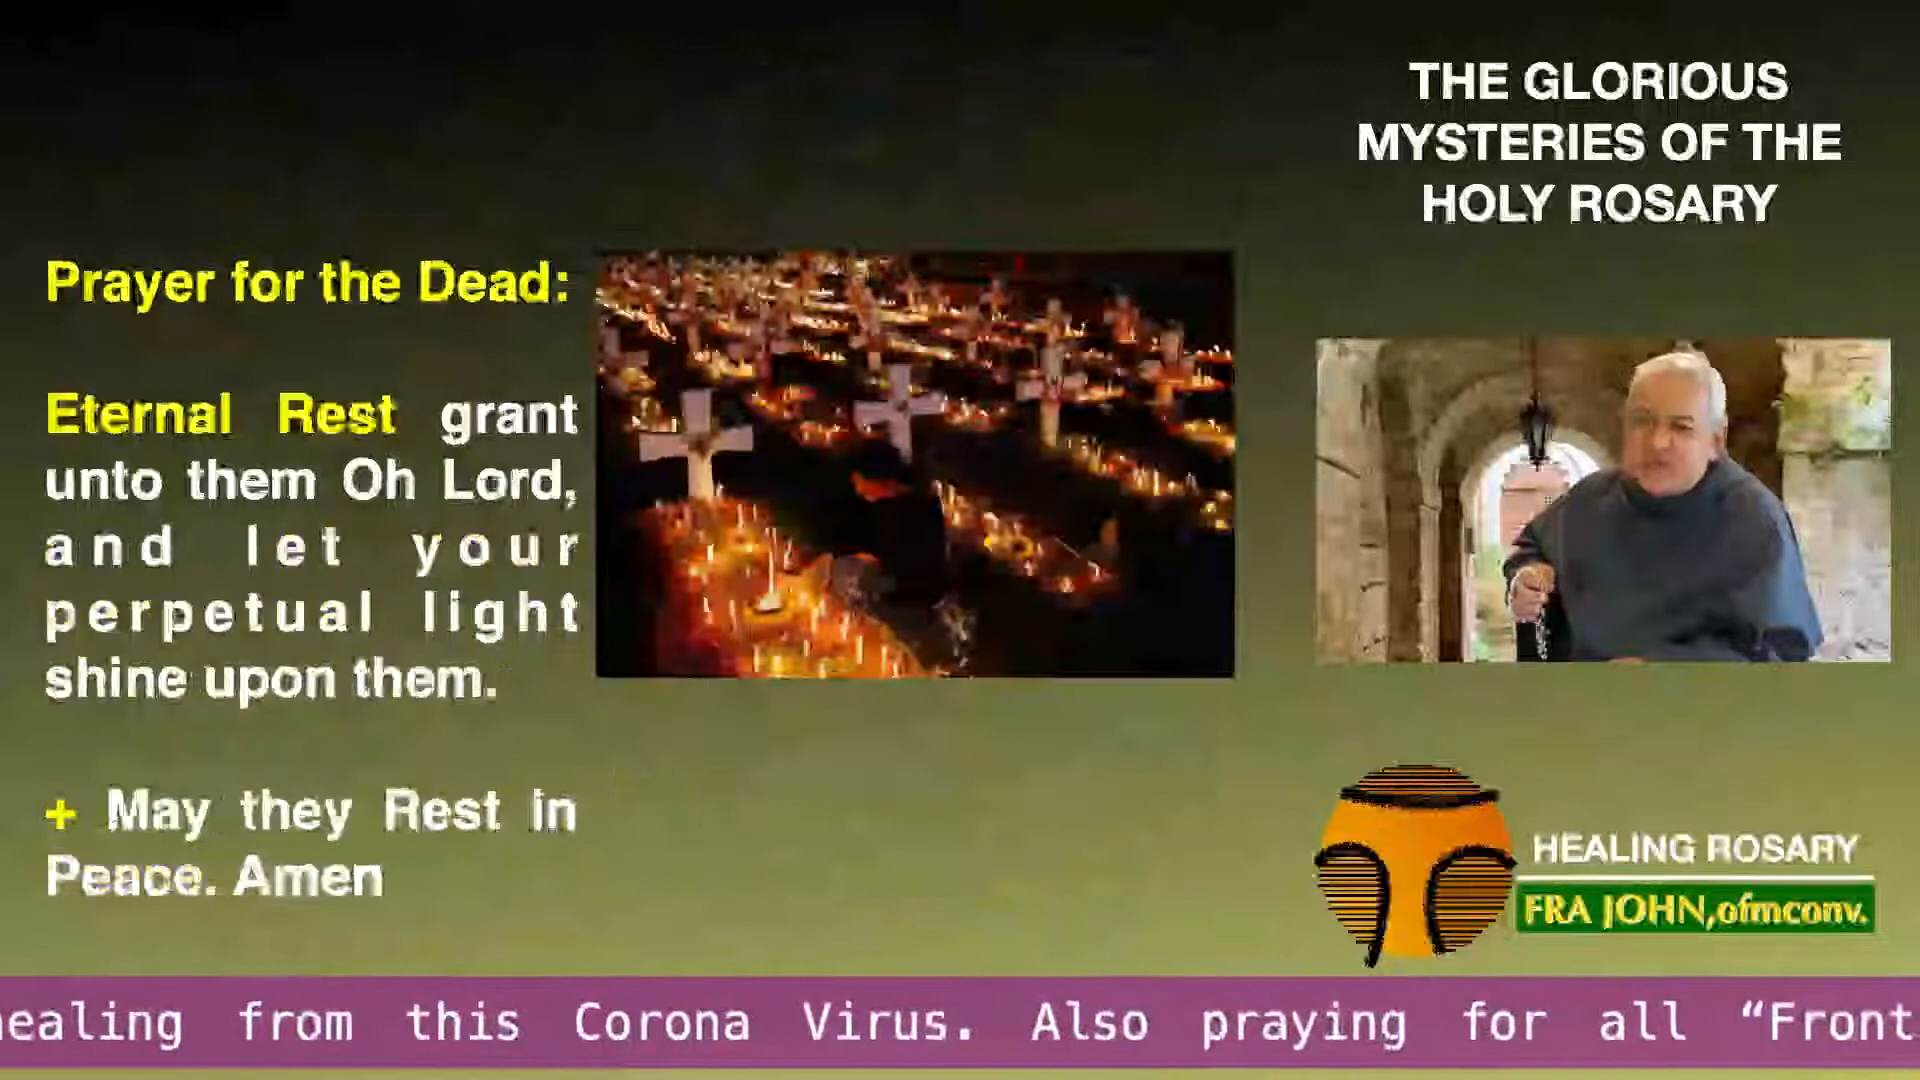 THE GLORIOUS
MYSTERIES OF THE
HOLY ROSARY
Prayer for the Dead:
Eternal Rest grant
unto them Oh Lord,
and let your
perpetual light
shine upon them.
+ May they Rest in
Peace. Amen
HEALING ROSARY
FRA JOHN,ofmconv.
healing from this Corona Virus. Also praying for all “Front